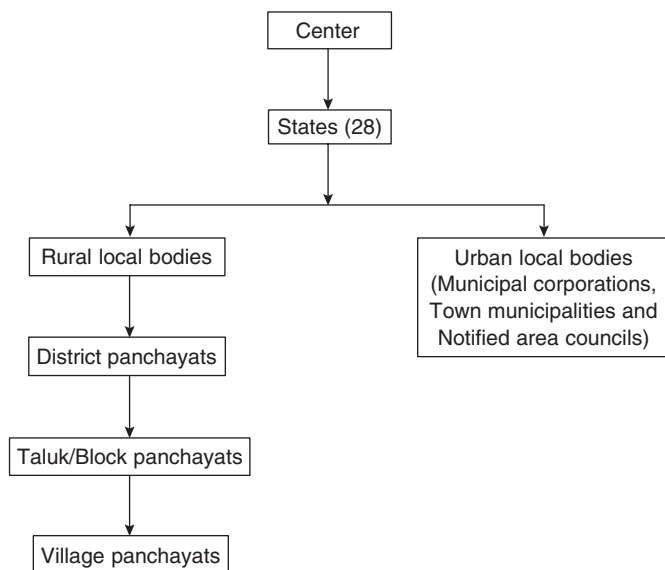 Center
States (28)
Rural local bodies
Urban local bodies
(Municipal corporations,
Town municipalities and
Notified area councils)
District panchayats
Taluk/Block panchayats
Village panchayats